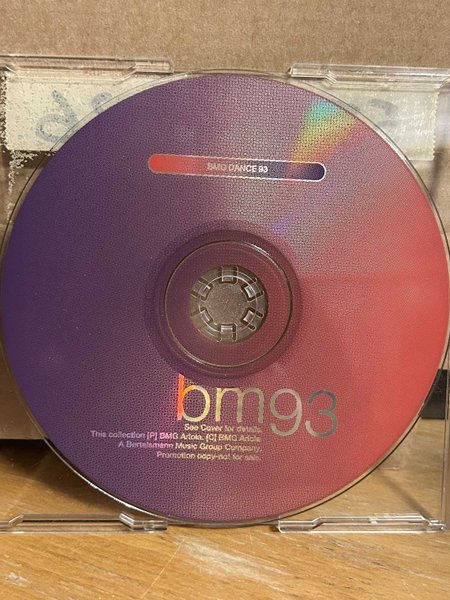 BMG DANCE 93
bm93
See Cover for details.
This collection [P] BMG Ariola. [C] BMG Ariola
A Bertelsmann Music Group Company.
Promotion copy-not for sale.